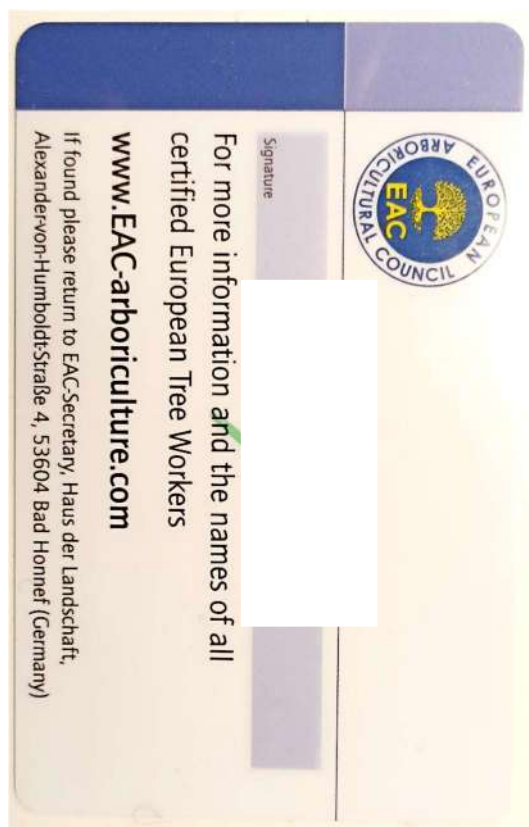 EUROPEAN
ARBORICULTURAL COUNCIL
EAC
Signature
For more information and the names of all
certified European Tree Workers
www.EAC-arboriculture.com
If found please return to EAC-Secretary, Haus der Landschaft,
Alexander-von-Humboldt-Straße 4, 53604 Bad Honnef (Germany)